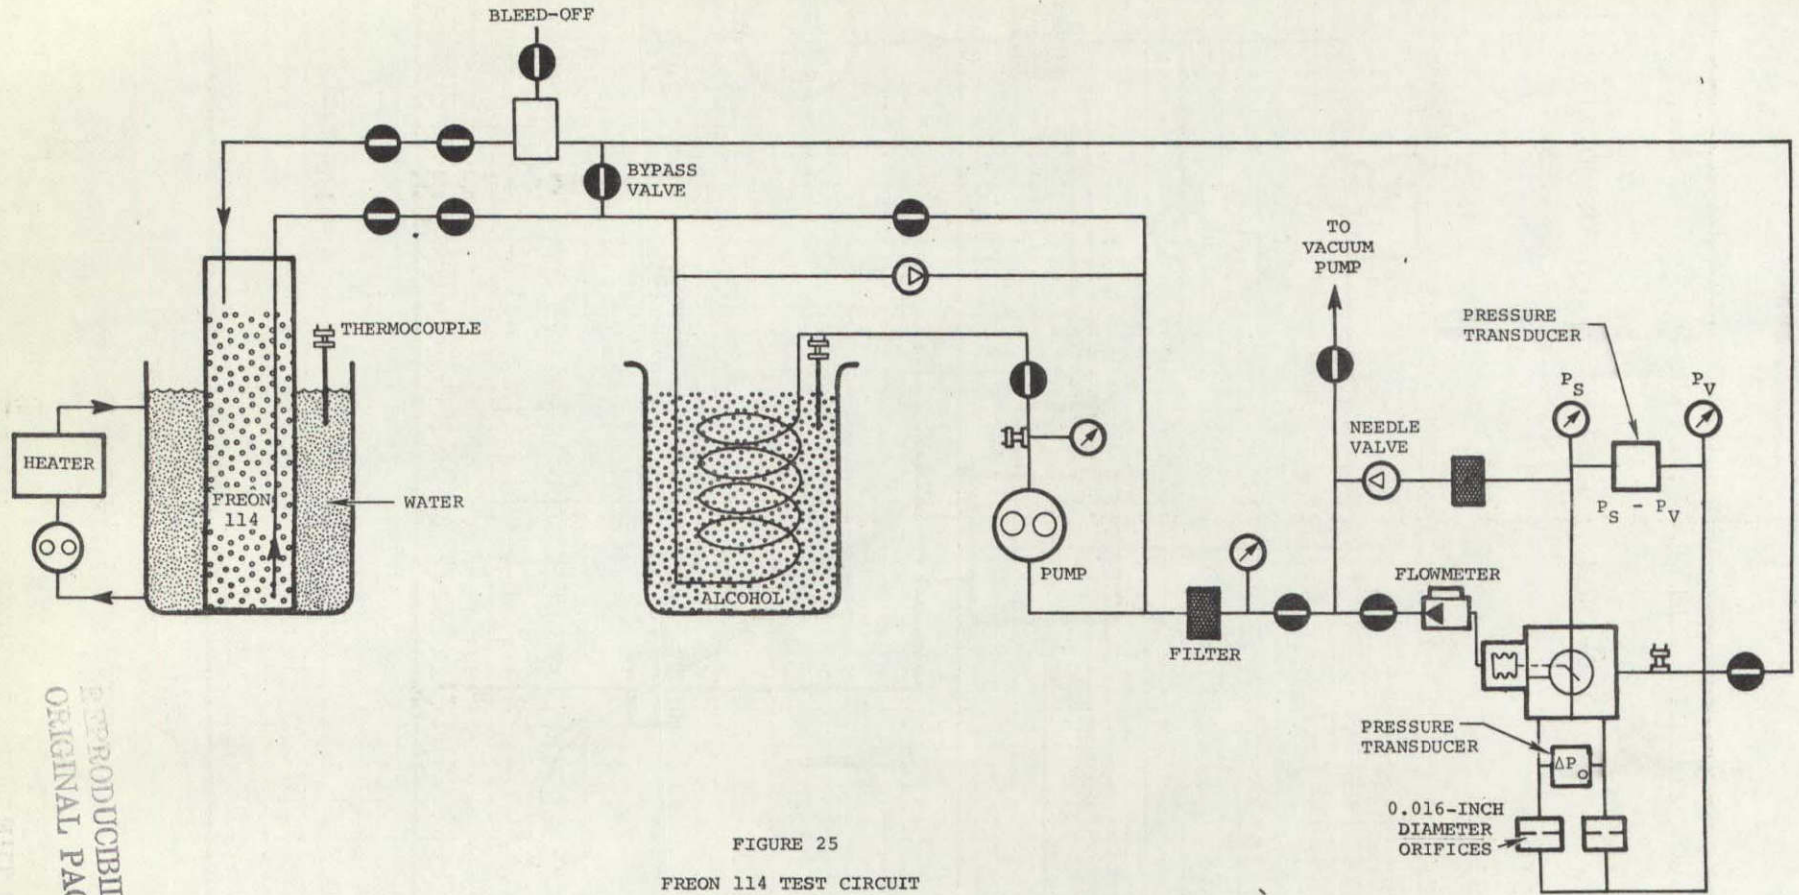 BLEED-OFF
BYPASS
VALVE
TO
VACUUM
PUMP
THERMOCOUPLE
PRESSURE
TRANSDUCER
P_S
P_V
NEEDLE
VALVE
HEATER
FREON
114
WATER
P_S - P_V
PUMP
FLOWMETER
ALCOHOL
FILTER
PRESSURE
TRANSDUCER
ΔP_O
0.016-INCH
DIAMETER
ORIFICES
FIGURE 25
FREON 114 TEST CIRCUIT
ORIGINAL